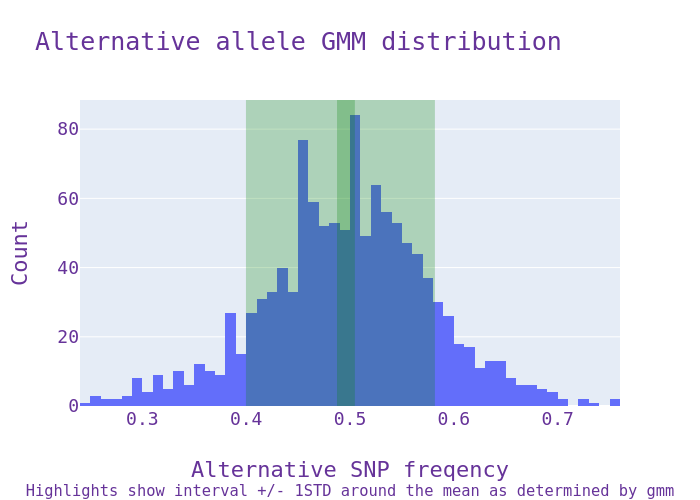 Alternative allele GMM distribution
Count
80
60
40
20
0
0.3 0.4 0.5 0.6 0.7
Alternative SNP freqency
Highlights show interval +/- 1STD around the mean as determined by gmm